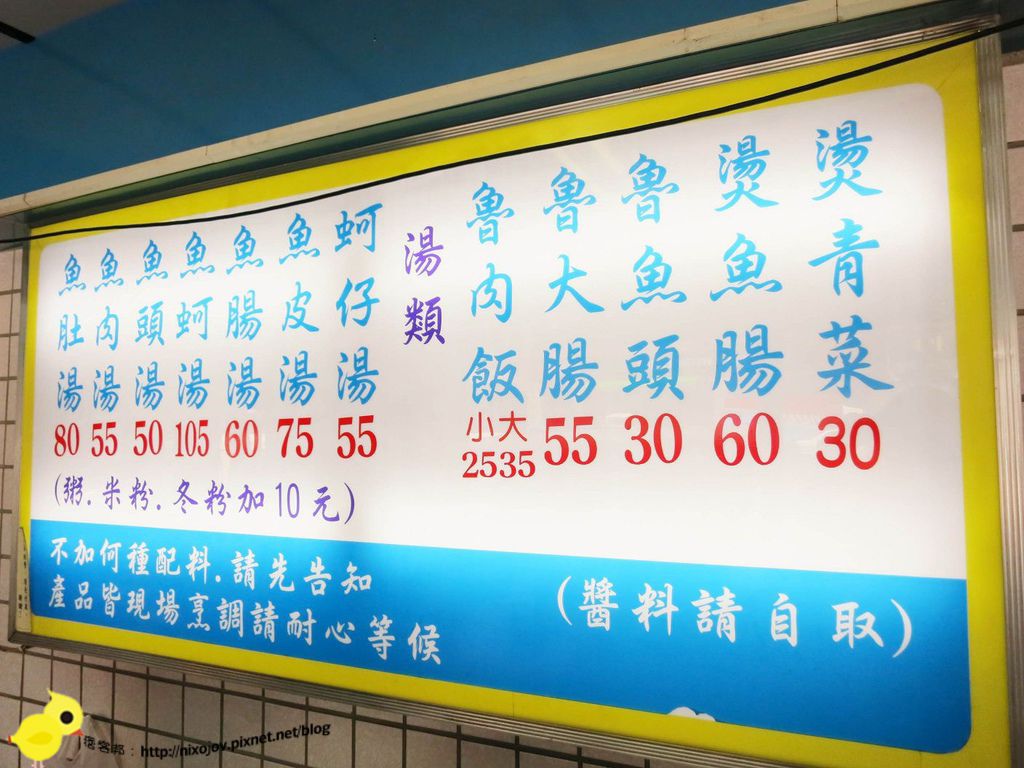 燙青菜 30
燙魚腸 60
魯魚頭 30
魯大腸 55
魯肉飯 小25 大35
湯類
蚵仔湯 55
魚皮湯 75
魚腸湯 60
魚蚵湯 105
魚頭湯 50
魚肉湯 55
魚肚湯 80
(粥.米粉.冬粉加10元)
不加何種配料.請先告知
產品皆現場烹調請耐心等候
(醬料請自取)
痞客邦：http://nixojov.pixnet.net/blog